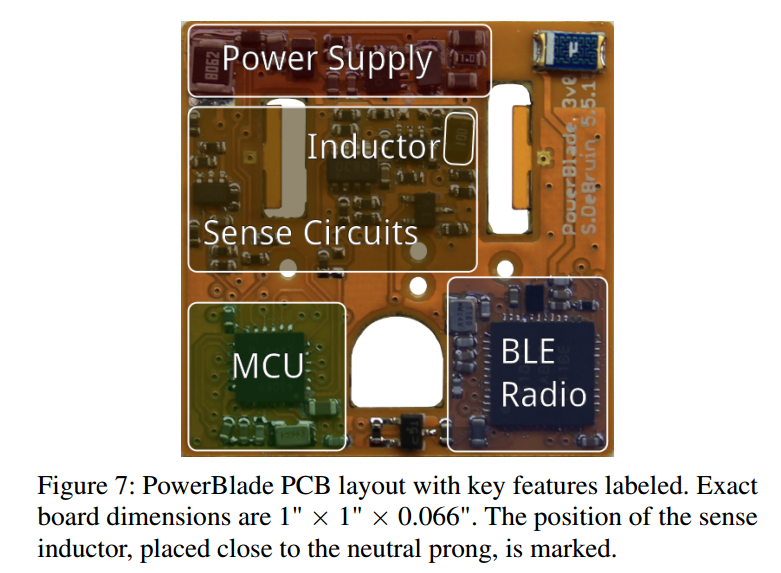 8062
Power Supply
Inductor
Sense Circuits
MCU
BLE
Radio
PowerBlade, 3v
S.DeBruin, 5.5.1
Figure 7: PowerBlade PCB layout with key features labeled. Exact
board dimensions are 1" × 1" × 0.066". The position of the sense
inductor, placed close to the neutral prong, is marked.